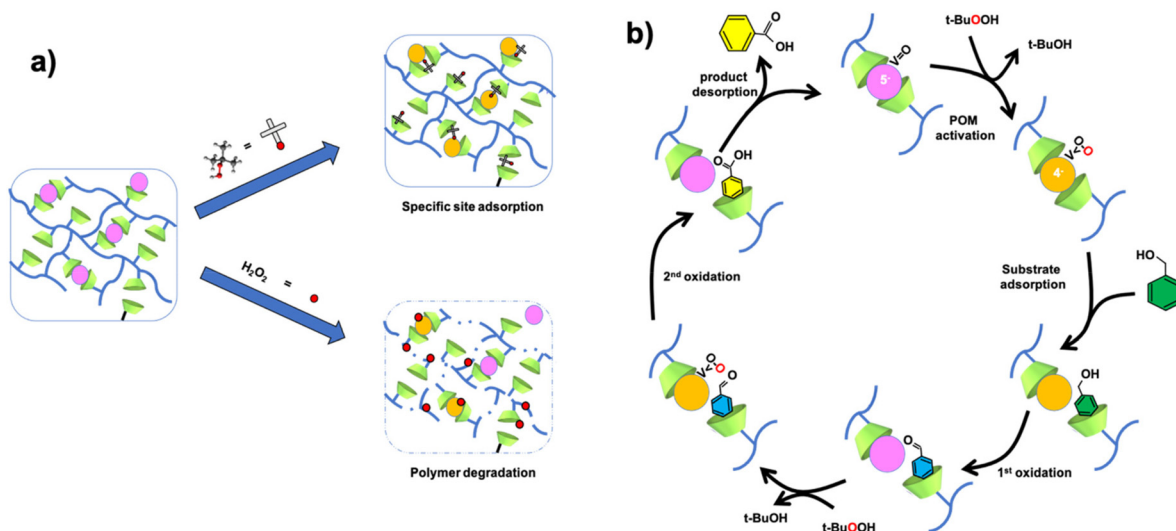 a)
=
Specific site adsorption
H₂O₂ =
Polymer degradation
b)
O
OH
product
desorption
t-BuOOH
t-BuOH
V=O
5-
POM
activation
O
V O
4-
HO
Substrate
adsorption
OH
1st oxidation
O
t-BuOOH
t-BuOH
O
V O
O
2nd oxidation
O OH